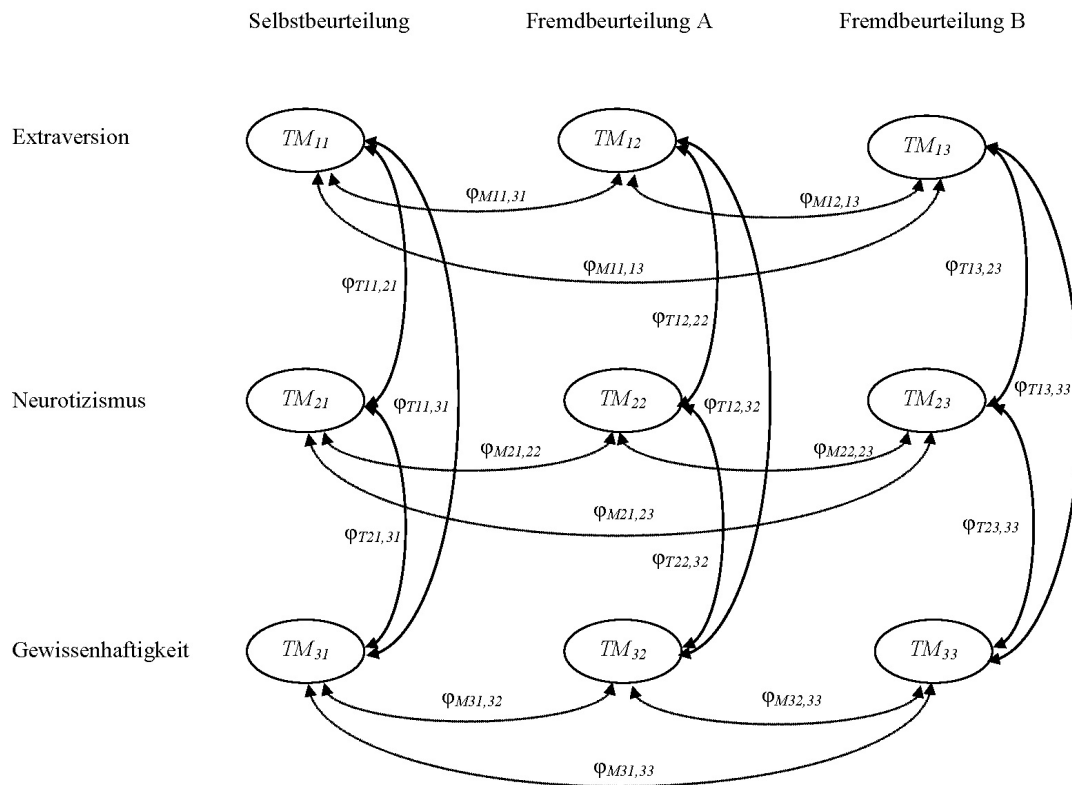 Selbstbeurteilung Fremdbeurteilung A Fremdbeurteilung B
Extraversion TM11 TM12 TM13
φM11,31 φM12,13
φM11,13 φT13,23
φT11,21
φT12,22
Neurotizismus TM21 TM22 TM23 φT13,33
φT11,31 φT12,32
φM21,22 φM22,23
φM21,23
φT21,31 φT23,33
φT22,32
Gewissenhaftigkeit TM31 TM32 TM33
φM31,32 φM32,33
φM31,33